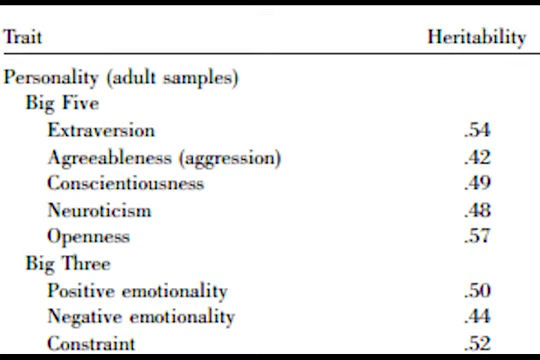 Trait Heritability
Personality (adult samples)
Big Five
Extraversion .54
Agreeableness (aggression) .42
Conscientiousness .49
Neuroticism .48
Openness .57
Big Three
Positive emotionality .50
Negative emotionality .44
Constraint .52